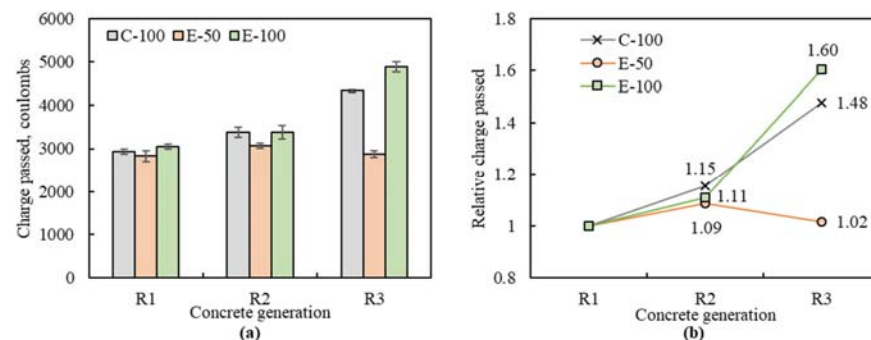 6000
5000
4000
3000
2000
1000
0
Charge passed, coulombs
C-100 E-50 E-100
R1 R2 R3
Concrete generation
(a)
1.8
1.6
1.4
1.2
1
0.8
Relative charge passed
C-100
E-50
E-100
1.60
1.48
1.15
1.11
1.09
1.02
R1 R2 R3
Concrete generation
(b)